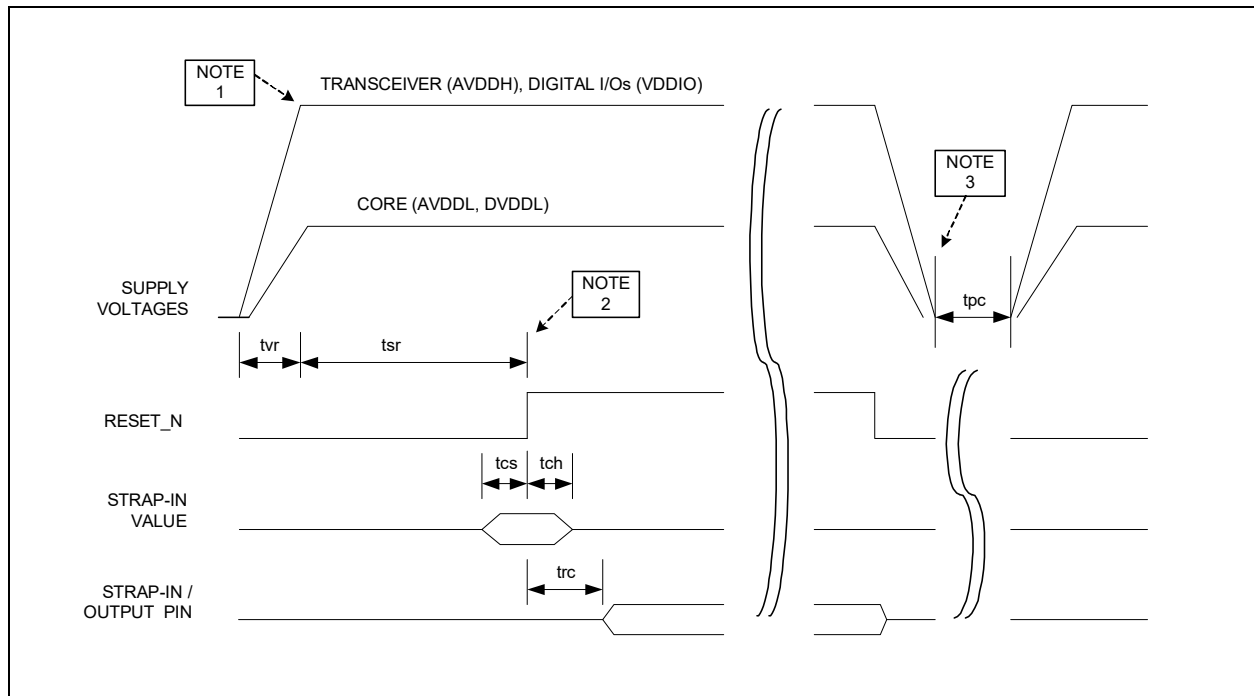 NOTE
1
TRANSCEIVER (AVDDH), DIGITAL I/Os (VDDIO)
NOTE
3
CORE (AVDDL, DVDDL)
SUPPLY
VOLTAGES
NOTE
2
tpc
tvr
tsr
RESET_N
tcs
tch
STRAP-IN
VALUE
trc
STRAP-IN /
OUTPUT PIN